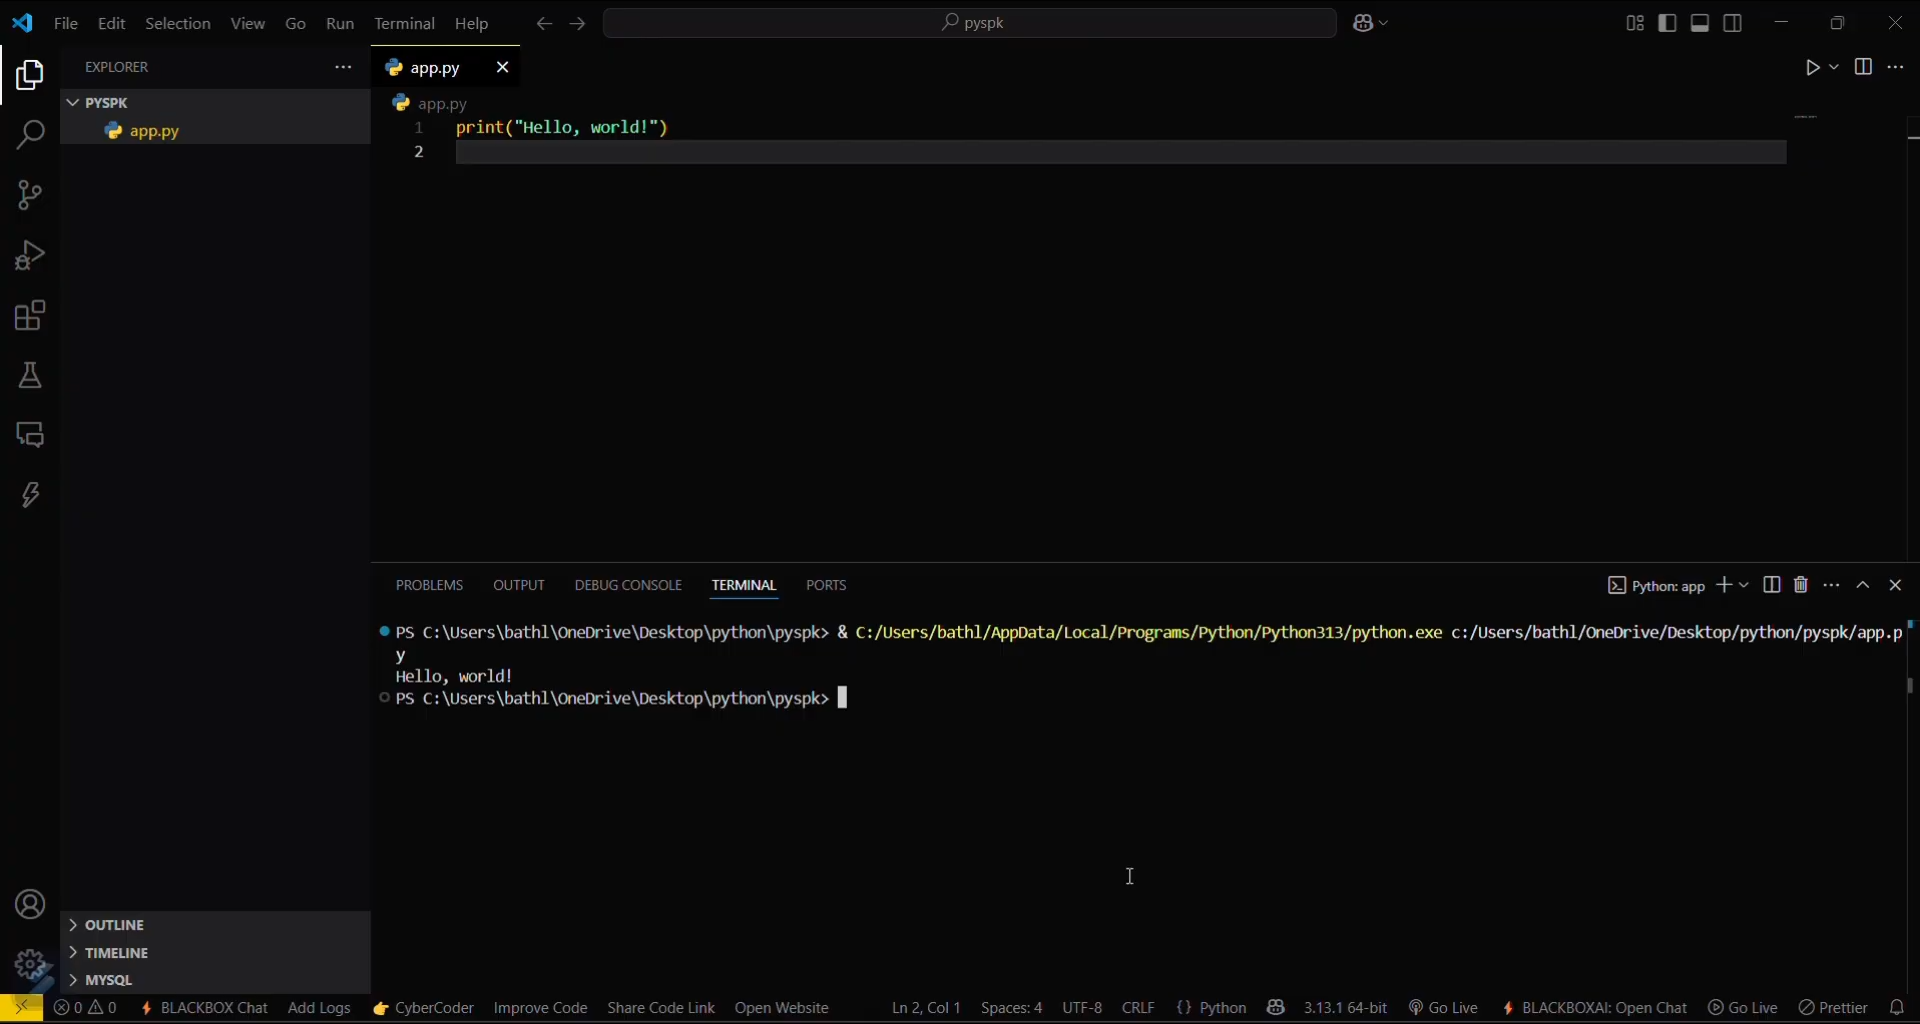 File Edit Selection View Go Run Terminal Help
pyspk
EXPLORER
app.py
PYSPK
app.py
app.py
1 print("Hello, world!")
2
PROBLEMS OUTPUT DEBUG CONSOLE TERMINAL PORTS
Python: app
PS C:\Users\bathl\OneDrive\Desktop\python\pyspk> & C:/Users/bathl/AppData/Local/Programs/Python/Python313/python.exe c:/Users/bathl/OneDrive/Desktop/python/pyspk/app.p
y
Hello, world!
PS C:\Users\bathl\OneDrive\Desktop\python\pyspk>
OUTLINE
TIMELINE
MYSQL
0 0 BLACKBOX Chat Add Logs 👉 CyberCoder Improve Code Share Code Link Open Website Ln 2, Col 1 Spaces: 4 UTF-8 CRLF {} Python 3.13.1 64-bit Go Live BLACKBOXAI: Open Chat Go Live Prettier